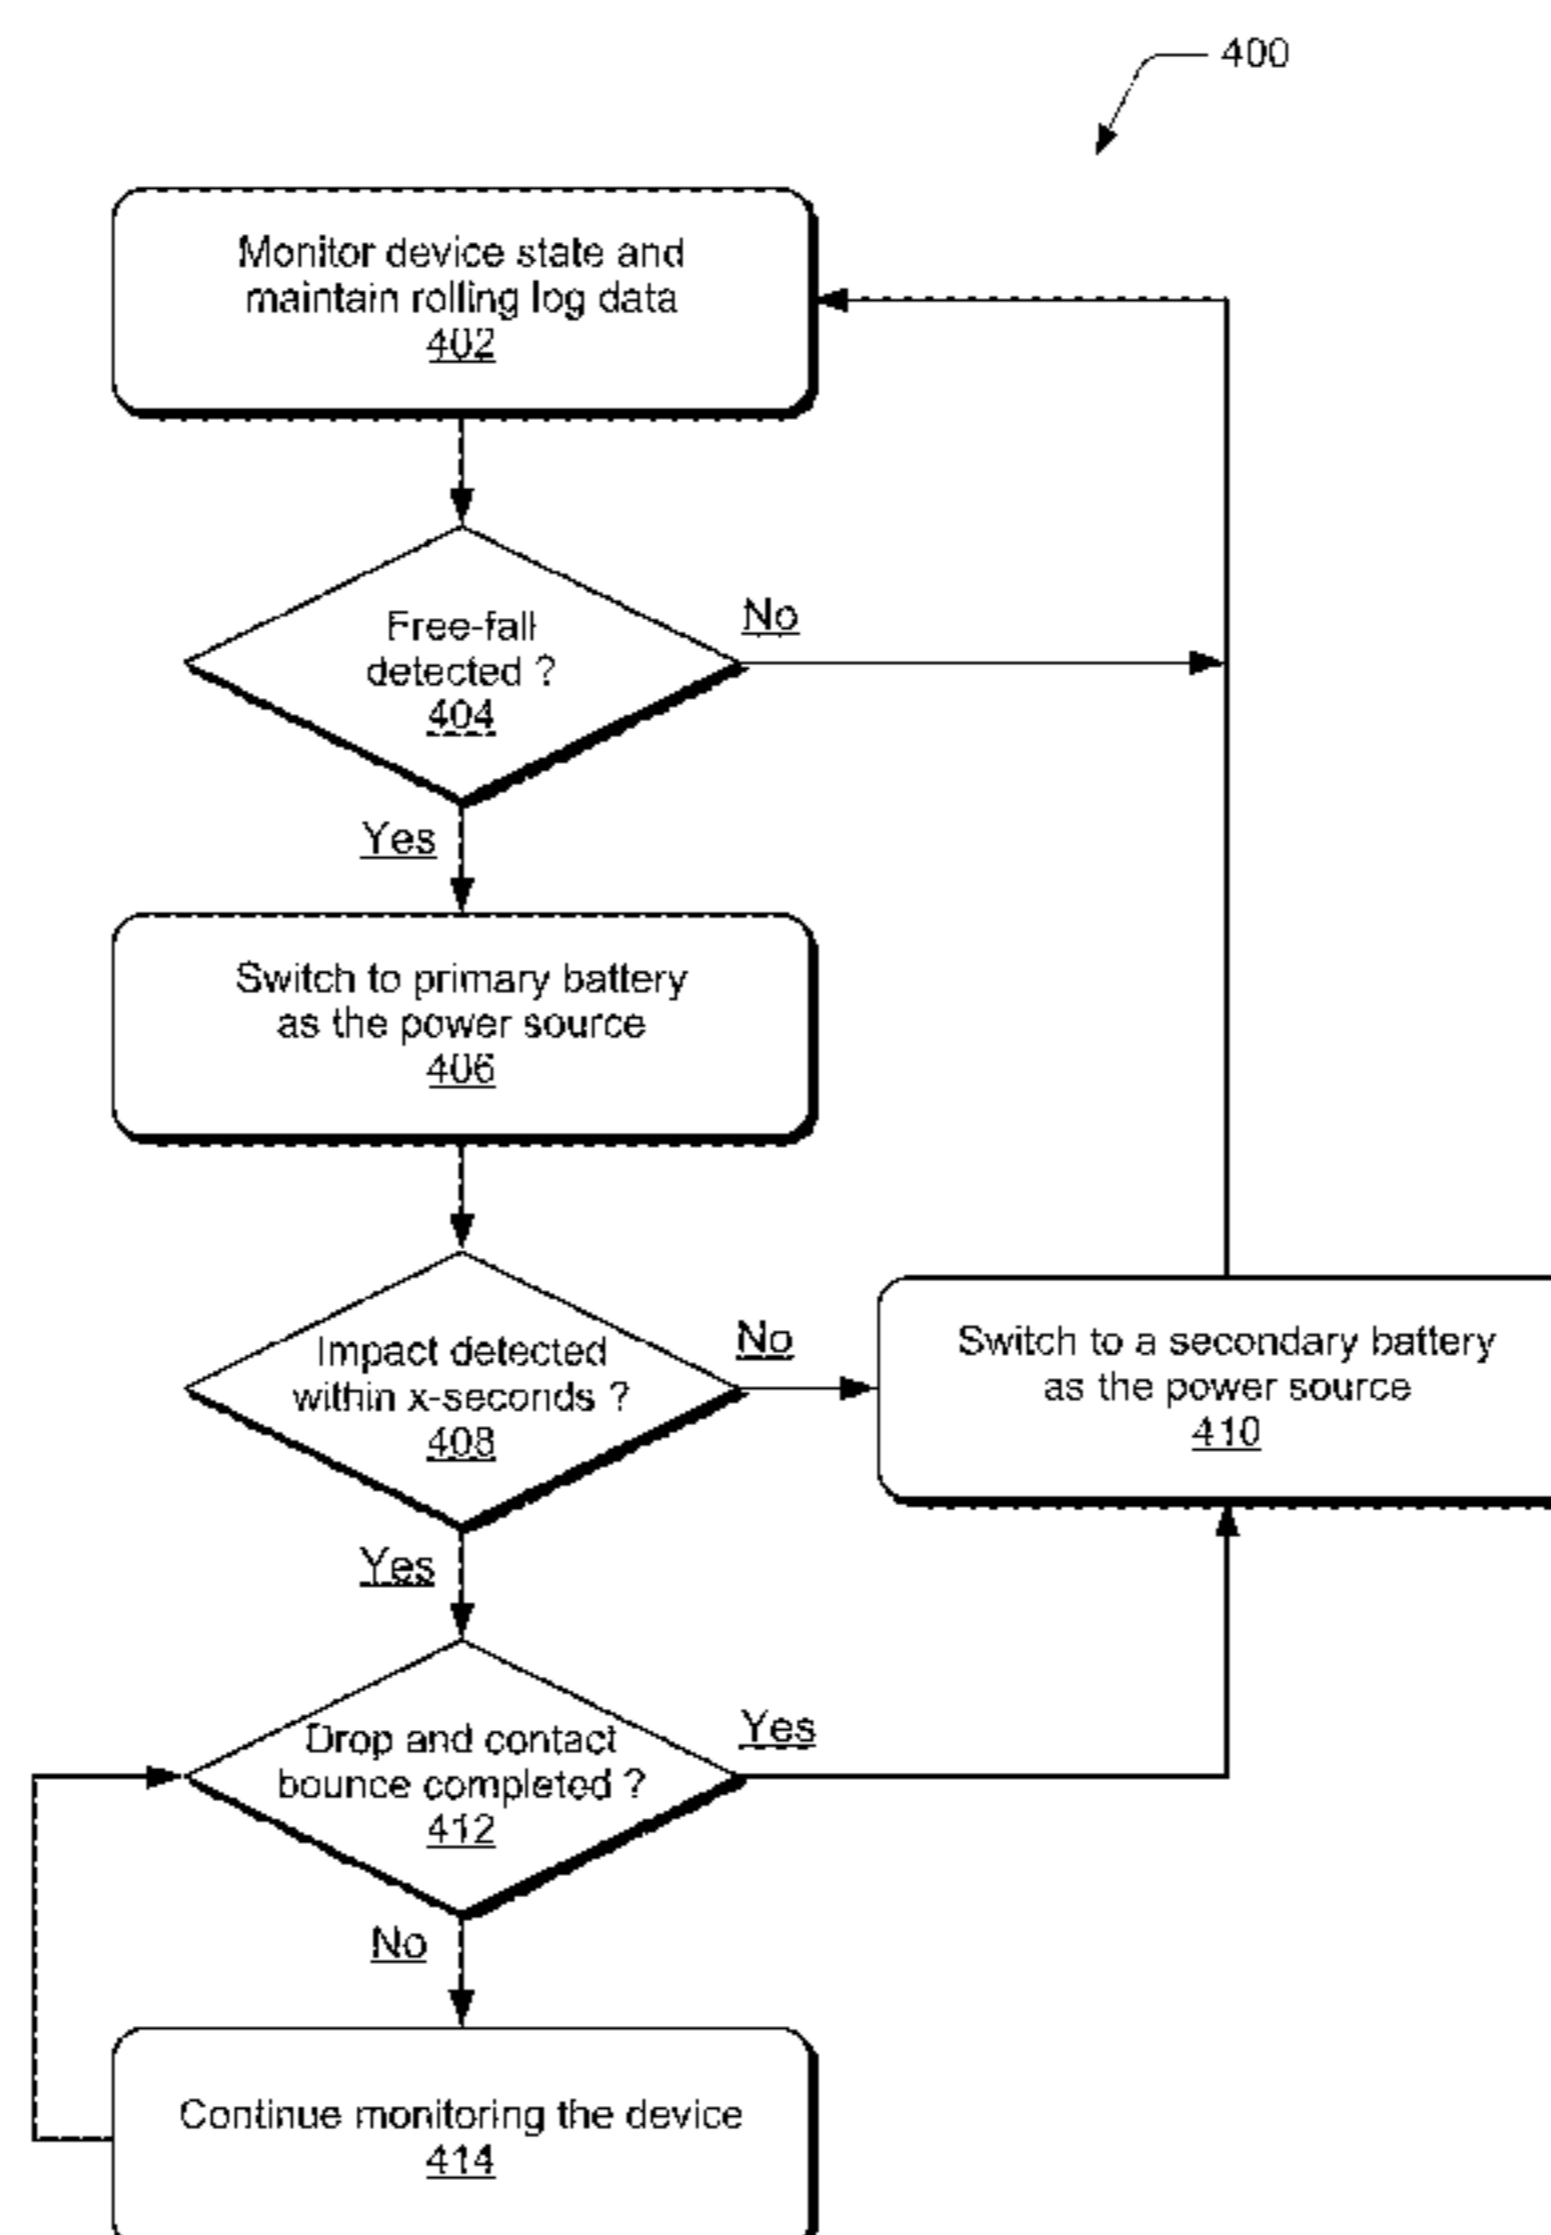 400
Monitor device state and
maintain rolling log data
402
Free-fall
detected ?
404
No
Yes
Switch to primary battery
as the power source
406
Impact detected
within x-seconds ?
408
No
Switch to a secondary battery
as the power source
410
Yes
Drop and contact
bounce completed ?
412
Yes
No
Continue monitoring the device
414